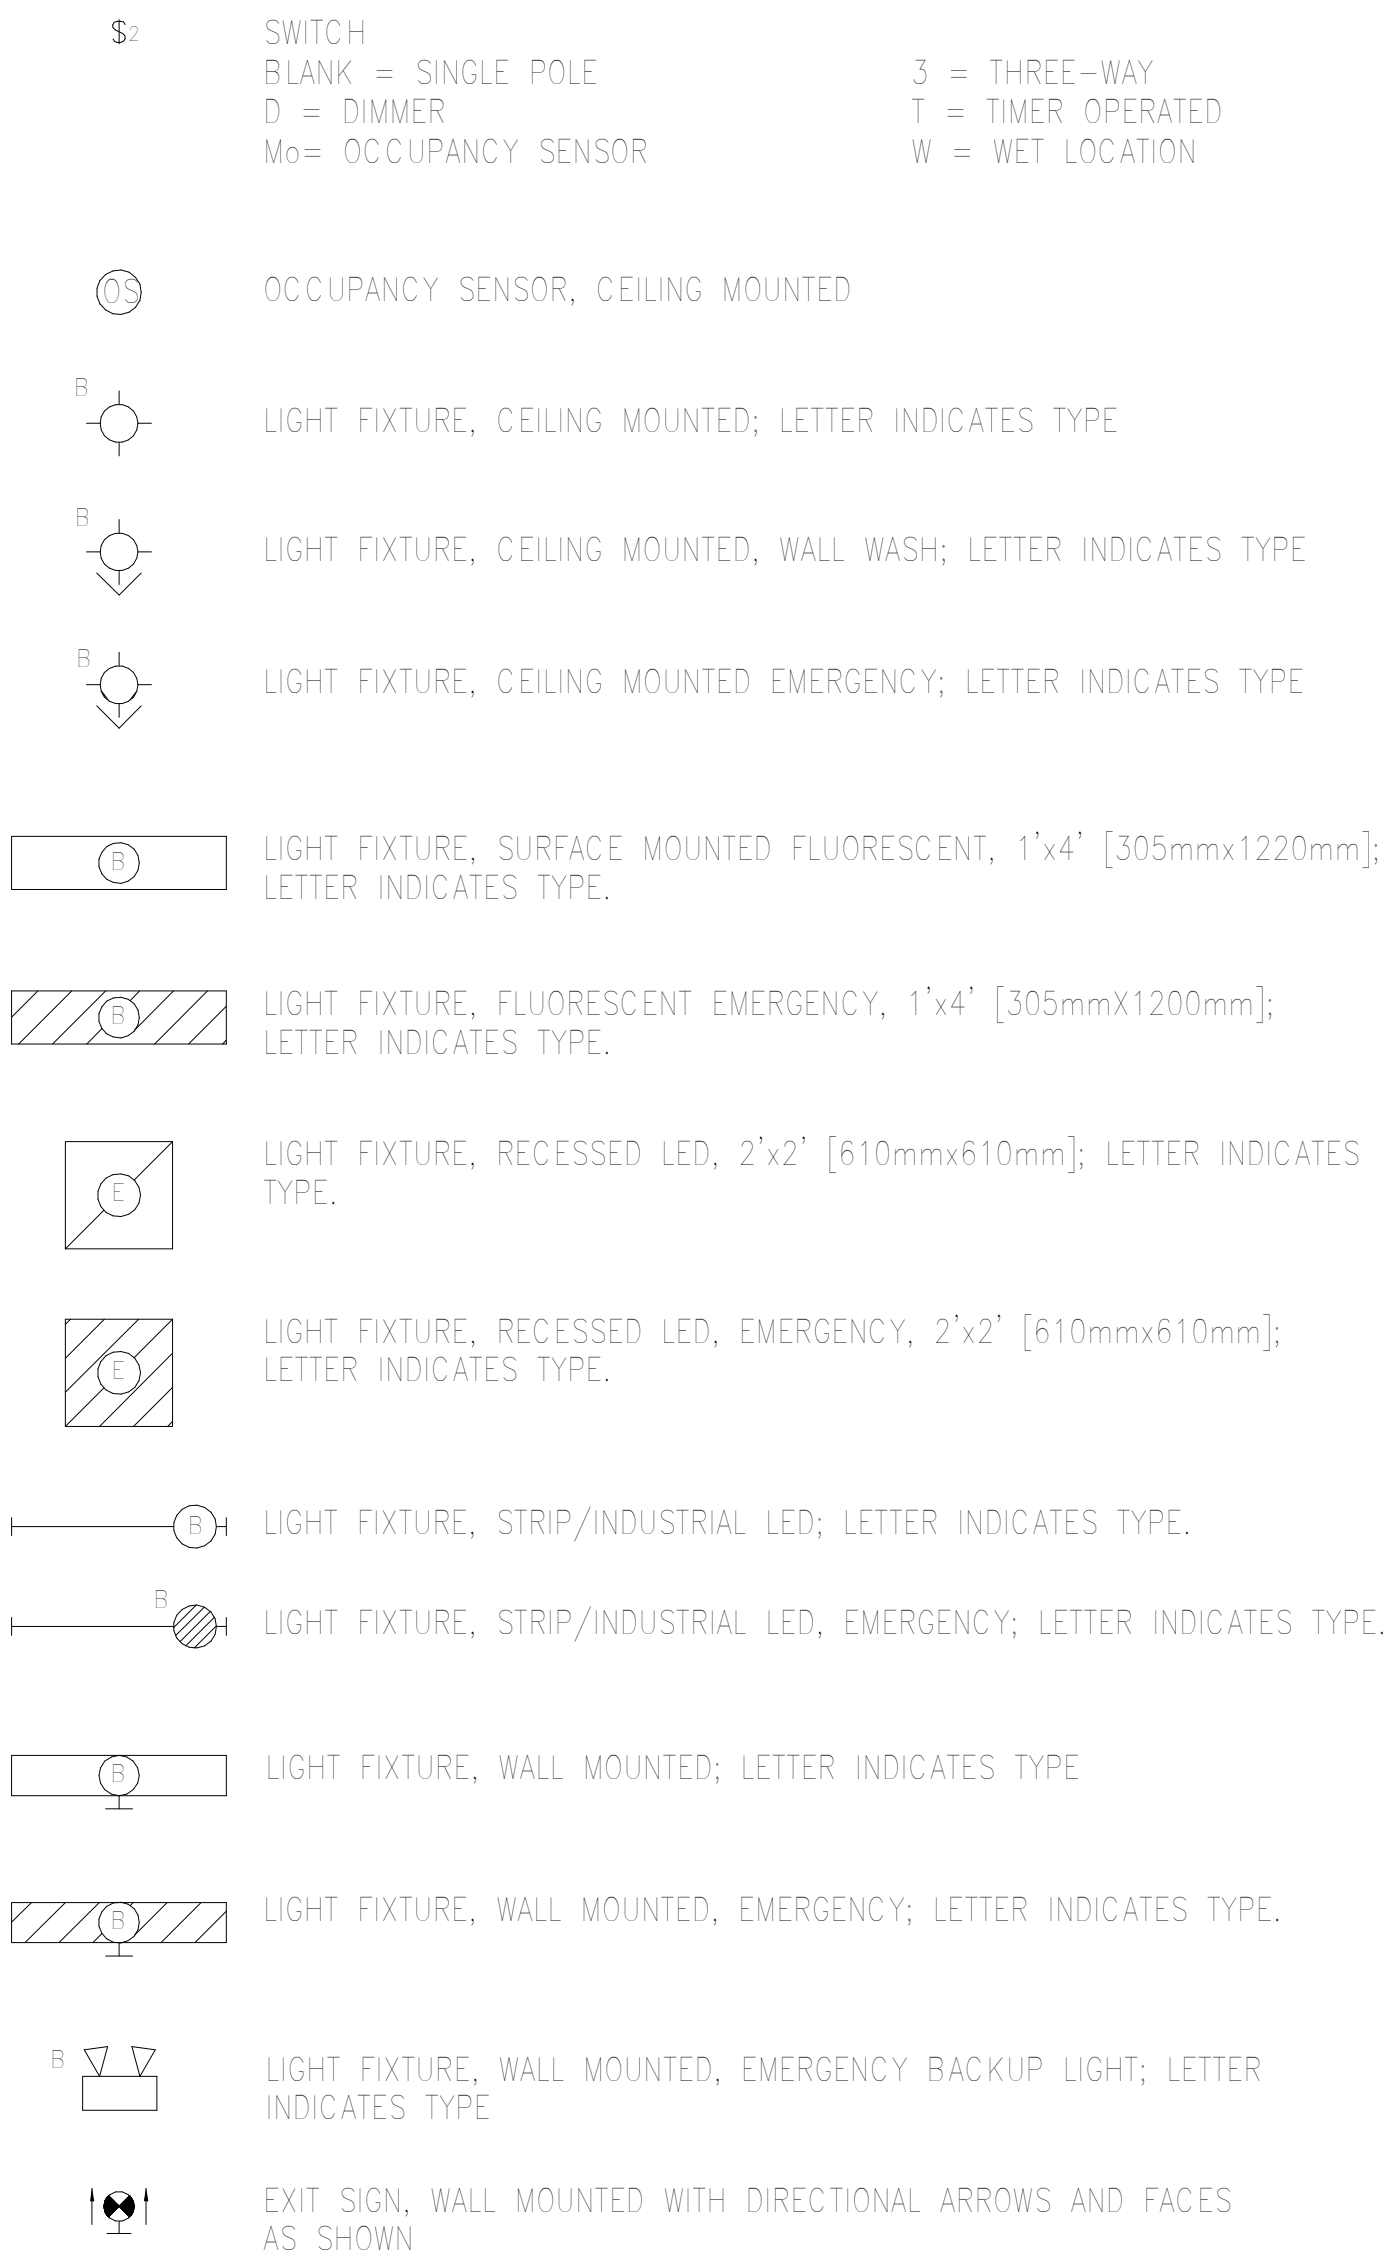 $2
SWITCH
BLANK = SINGLE POLE 3 = THREE-WAY
D = DIMMER T = TIMER OPERATED
Mo= OCCUPANCY SENSOR W = WET LOCATION
OS
OCCUPANCY SENSOR, CEILING MOUNTED
B
LIGHT FIXTURE, CEILING MOUNTED; LETTER INDICATES TYPE
B
LIGHT FIXTURE, CEILING MOUNTED, WALL WASH; LETTER INDICATES TYPE
B
LIGHT FIXTURE, CEILING MOUNTED EMERGENCY; LETTER INDICATES TYPE
B
LIGHT FIXTURE, SURFACE MOUNTED FLUORESCENT, 1'x4' [305mmx1220mm];
LETTER INDICATES TYPE.
B
LIGHT FIXTURE, FLUORESCENT EMERGENCY, 1'x4' [305mmX1200mm];
LETTER INDICATES TYPE.
E
LIGHT FIXTURE, RECESSED LED, 2'x2' [610mmx610mm]; LETTER INDICATES
TYPE.
E
LIGHT FIXTURE, RECESSED LED, EMERGENCY, 2'x2' [610mmx610mm];
LETTER INDICATES TYPE.
B
LIGHT FIXTURE, STRIP/INDUSTRIAL LED; LETTER INDICATES TYPE.
B
LIGHT FIXTURE, STRIP/INDUSTRIAL LED, EMERGENCY; LETTER INDICATES TYPE.
B
LIGHT FIXTURE, WALL MOUNTED; LETTER INDICATES TYPE
B
LIGHT FIXTURE, WALL MOUNTED, EMERGENCY; LETTER INDICATES TYPE.
B
LIGHT FIXTURE, WALL MOUNTED, EMERGENCY BACKUP LIGHT; LETTER
INDICATES TYPE
EXIT SIGN, WALL MOUNTED WITH DIRECTIONAL ARROWS AND FACES
AS SHOWN